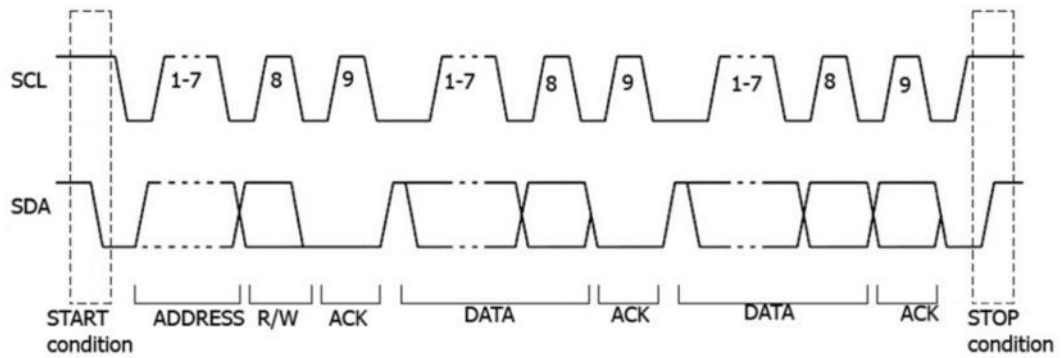 SCL
1-7
8
9
1-7
8
9
1-7
8
9
SDA
START
condition
ADDRESS
R/W
ACK
DATA
ACK
DATA
ACK
STOP
condition